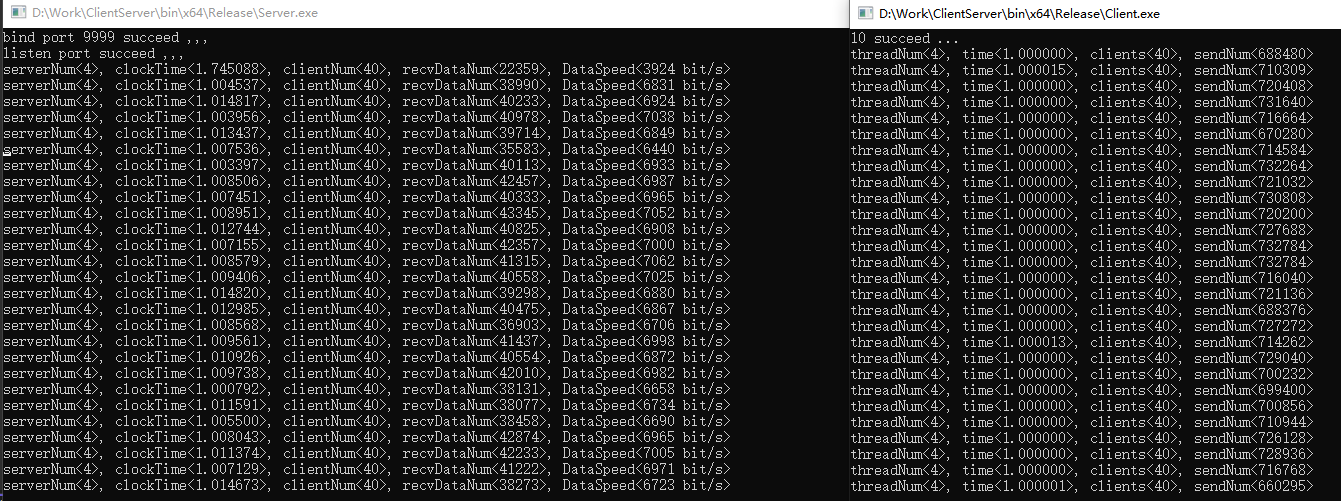 D:\Work\ClientServer\bin\x64\Release\Server.exe
bind port 9999 succeed ,,,
listen port succeed ,,,
serverNum<4>, clockTime<1.745088>, clientNum<40>, recvDataNum<22359>, DataSpeed<3924 bit/s>
serverNum<4>, clockTime<1.004537>, clientNum<40>, recvDataNum<38990>, DataSpeed<6831 bit/s>
serverNum<4>, clockTime<1.014817>, clientNum<40>, recvDataNum<40233>, DataSpeed<6924 bit/s>
serverNum<4>, clockTime<1.003956>, clientNum<40>, recvDataNum<40978>, DataSpeed<7038 bit/s>
serverNum<4>, clockTime<1.013437>, clientNum<40>, recvDataNum<39714>, DataSpeed<6849 bit/s>
serverNum<4>, clockTime<1.007536>, clientNum<40>, recvDataNum<35583>, DataSpeed<6440 bit/s>
serverNum<4>, clockTime<1.003397>, clientNum<40>, recvDataNum<40113>, DataSpeed<6933 bit/s>
serverNum<4>, clockTime<1.008506>, clientNum<40>, recvDataNum<42457>, DataSpeed<6987 bit/s>
serverNum<4>, clockTime<1.007451>, clientNum<40>, recvDataNum<40333>, DataSpeed<6965 bit/s>
serverNum<4>, clockTime<1.008951>, clientNum<40>, recvDataNum<43345>, DataSpeed<7052 bit/s>
serverNum<4>, clockTime<1.012744>, clientNum<40>, recvDataNum<40825>, DataSpeed<6908 bit/s>
serverNum<4>, clockTime<1.007155>, clientNum<40>, recvDataNum<42357>, DataSpeed<7000 bit/s>
serverNum<4>, clockTime<1.008579>, clientNum<40>, recvDataNum<41315>, DataSpeed<7062 bit/s>
serverNum<4>, clockTime<1.009406>, clientNum<40>, recvDataNum<40558>, DataSpeed<7025 bit/s>
serverNum<4>, clockTime<1.014820>, clientNum<40>, recvDataNum<39298>, DataSpeed<6880 bit/s>
serverNum<4>, clockTime<1.012985>, clientNum<40>, recvDataNum<40475>, DataSpeed<6867 bit/s>
serverNum<4>, clockTime<1.008568>, clientNum<40>, recvDataNum<36903>, DataSpeed<6706 bit/s>
serverNum<4>, clockTime<1.009561>, clientNum<40>, recvDataNum<41437>, DataSpeed<6998 bit/s>
serverNum<4>, clockTime<1.010926>, clientNum<40>, recvDataNum<40554>, DataSpeed<6872 bit/s>
serverNum<4>, clockTime<1.009738>, clientNum<40>, recvDataNum<42010>, DataSpeed<6982 bit/s>
serverNum<4>, clockTime<1.000792>, clientNum<40>, recvDataNum<38131>, DataSpeed<6658 bit/s>
serverNum<4>, clockTime<1.011591>, clientNum<40>, recvDataNum<38077>, DataSpeed<6734 bit/s>
serverNum<4>, clockTime<1.005500>, clientNum<40>, recvDataNum<38458>, DataSpeed<6690 bit/s>
serverNum<4>, clockTime<1.008043>, clientNum<40>, recvDataNum<42874>, DataSpeed<6965 bit/s>
serverNum<4>, clockTime<1.011374>, clientNum<40>, recvDataNum<42233>, DataSpeed<7005 bit/s>
serverNum<4>, clockTime<1.007129>, clientNum<40>, recvDataNum<41222>, DataSpeed<6971 bit/s>
serverNum<4>, clockTime<1.014673>, clientNum<40>, recvDataNum<38273>, DataSpeed<6723 bit/s>
D:\Work\ClientServer\bin\x64\Release\Client.exe
10 succeed ...
threadNum<4>, time<1.000000>, clients<40>, sendNum<688480>
threadNum<4>, time<1.000015>, clients<40>, sendNum<710309>
threadNum<4>, time<1.000000>, clients<40>, sendNum<720408>
threadNum<4>, time<1.000000>, clients<40>, sendNum<731640>
threadNum<4>, time<1.000000>, clients<40>, sendNum<716664>
threadNum<4>, time<1.000000>, clients<40>, sendNum<670280>
threadNum<4>, time<1.000000>, clients<40>, sendNum<714584>
threadNum<4>, time<1.000000>, clients<40>, sendNum<732264>
threadNum<4>, time<1.000000>, clients<40>, sendNum<721032>
threadNum<4>, time<1.000000>, clients<40>, sendNum<730808>
threadNum<4>, time<1.000000>, clients<40>, sendNum<720200>
threadNum<4>, time<1.000000>, clients<40>, sendNum<727688>
threadNum<4>, time<1.000000>, clients<40>, sendNum<732784>
threadNum<4>, time<1.000000>, clients<40>, sendNum<732784>
threadNum<4>, time<1.000000>, clients<40>, sendNum<716040>
threadNum<4>, time<1.000000>, clients<40>, sendNum<721136>
threadNum<4>, time<1.000000>, clients<40>, sendNum<688376>
threadNum<4>, time<1.000000>, clients<40>, sendNum<727272>
threadNum<4>, time<1.000013>, clients<40>, sendNum<714262>
threadNum<4>, time<1.000000>, clients<40>, sendNum<729040>
threadNum<4>, time<1.000000>, clients<40>, sendNum<700232>
threadNum<4>, time<1.000000>, clients<40>, sendNum<699400>
threadNum<4>, time<1.000000>, clients<40>, sendNum<700856>
threadNum<4>, time<1.000000>, clients<40>, sendNum<710944>
threadNum<4>, time<1.000000>, clients<40>, sendNum<726128>
threadNum<4>, time<1.000000>, clients<40>, sendNum<728936>
threadNum<4>, time<1.000000>, clients<40>, sendNum<716768>
threadNum<4>, time<1.000001>, clients<40>, sendNum<660295>